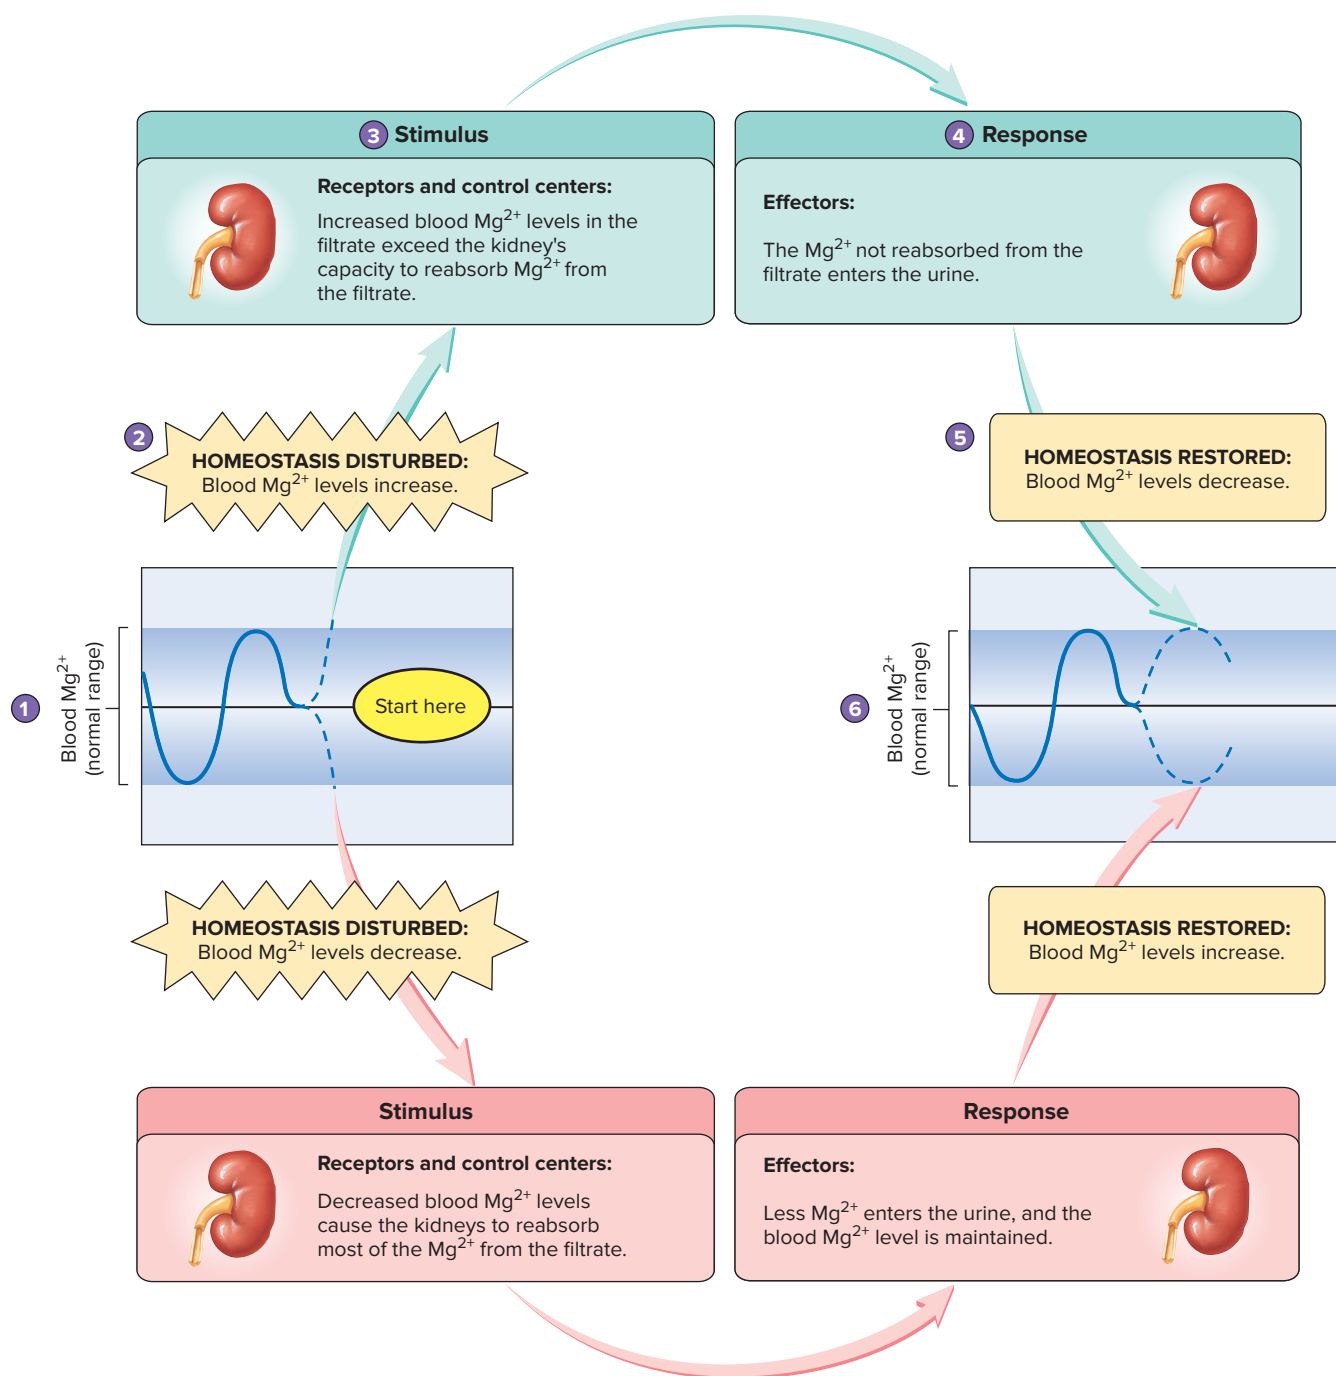 3 Stimulus
Receptors and control centers:
Increased blood Mg²⁺ levels in the
filtrate exceed the kidney's
capacity to reabsorb Mg²⁺ from
the filtrate.
4 Response
Effectors:
The Mg²⁺ not reabsorbed from the
filtrate enters the urine.
2
HOMEOSTASIS DISTURBED:
Blood Mg²⁺ levels increase.
5
HOMEOSTASIS RESTORED:
Blood Mg²⁺ levels decrease.
1
Blood Mg²⁺
(normal range)
Start here
6
Blood Mg²⁺
(normal range)
HOMEOSTASIS DISTURBED:
Blood Mg²⁺ levels decrease.
HOMEOSTASIS RESTORED:
Blood Mg²⁺ levels increase.
Stimulus
Receptors and control centers:
Decreased blood Mg²⁺ levels
cause the kidneys to reabsorb
most of the Mg²⁺ from the filtrate.
Response
Effectors:
Less Mg²⁺ enters the urine, and the
blood Mg²⁺ level is maintained.